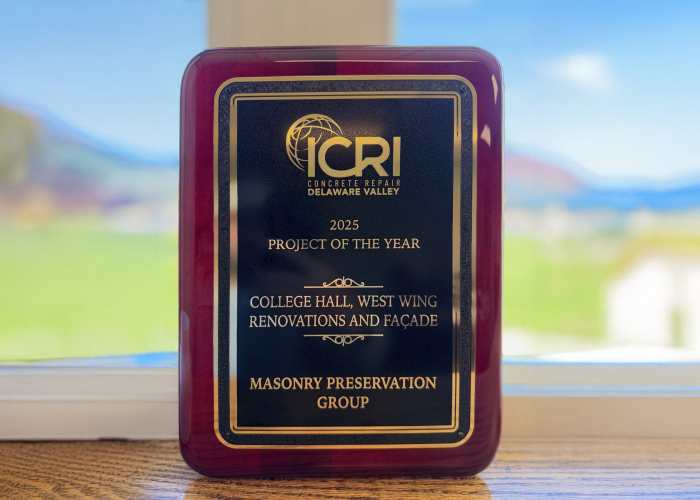 ICRI
CONCRETE REPAIR
DELAWARE VALLEY
2025
PROJECT OF THE YEAR
COLLEGE HALL, WEST WING
RENOVATIONS AND FAÇADE
MASONRY PRESERVATION
GROUP